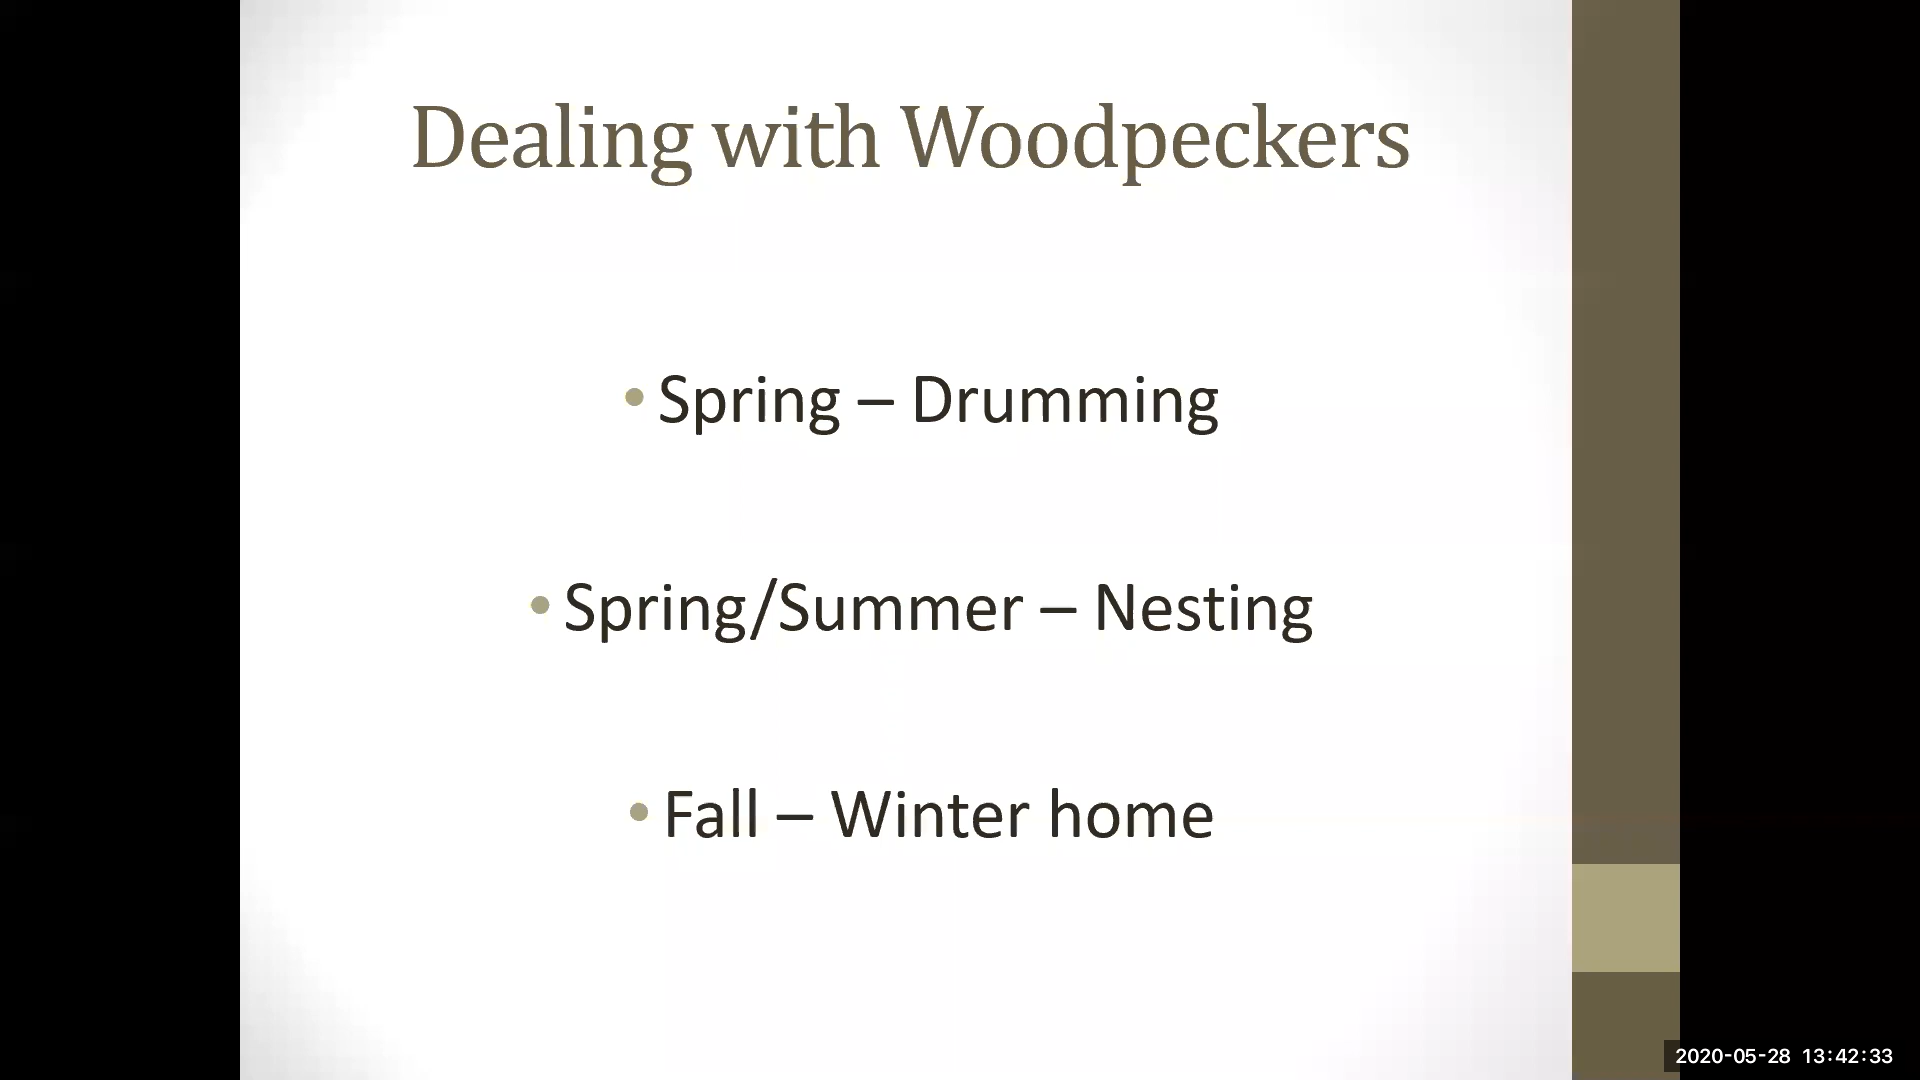 Dealing with Woodpeckers
• Spring – Drumming
• Spring/Summer – Nesting
• Fall – Winter home
2020-05-28 13:42:33